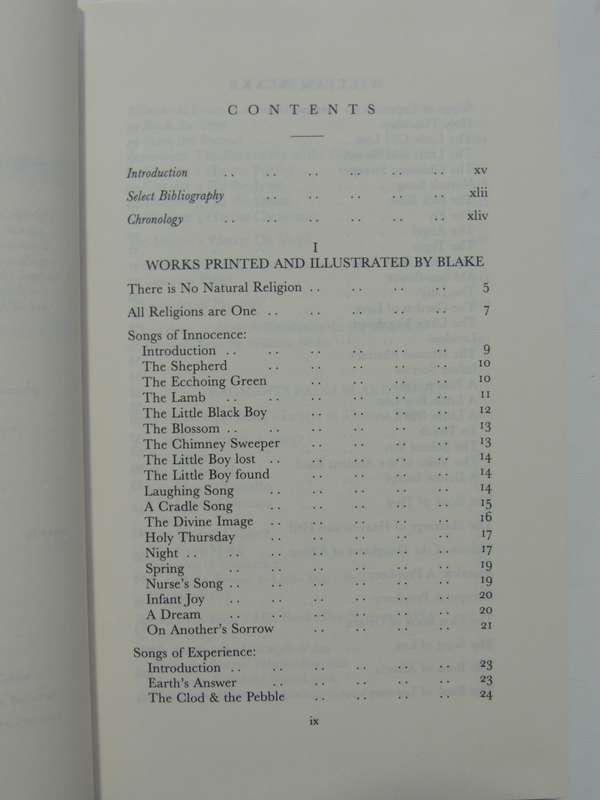 CONTENTS
Introduction .. .. .. .. .. .. xv
Select Bibliography .. .. .. .. .. xlii
Chronology .. .. .. .. .. .. xliv
I
WORKS PRINTED AND ILLUSTRATED BY BLAKE
There is No Natural Religion .. .. .. .. 5
All Religions are One .. .. .. .. .. 7
Songs of Innocence:
Introduction .. .. .. .. .. .. 9
The Shepherd .. .. .. .. .. 10
The Ecchoing Green .. .. .. .. 10
The Lamb .. .. .. .. .. .. 11
The Little Black Boy .. .. .. .. 12
The Blossom .. .. .. .. .. .. 13
The Chimney Sweeper .. .. .. .. 13
The Little Boy lost .. .. .. .. .. 14
The Little Boy found .. .. .. .. 14
Laughing Song .. .. .. .. .. 14
A Cradle Song .. .. .. .. .. 15
The Divine Image .. .. .. .. .. 16
Holy Thursday .. .. .. .. .. 17
Night .. .. .. .. .. .. .. 17
Spring .. .. .. .. .. .. 19
Nurse's Song .. .. .. .. .. .. 19
Infant Joy .. .. .. .. .. .. 20
A Dream .. .. .. .. .. .. 20
On Another's Sorrow .. .. .. .. 21
Songs of Experience:
Introduction .. .. .. .. .. .. 23
Earth's Answer .. .. .. .. .. 23
The Clod & the Pebble .. .. .. .. 24
ix